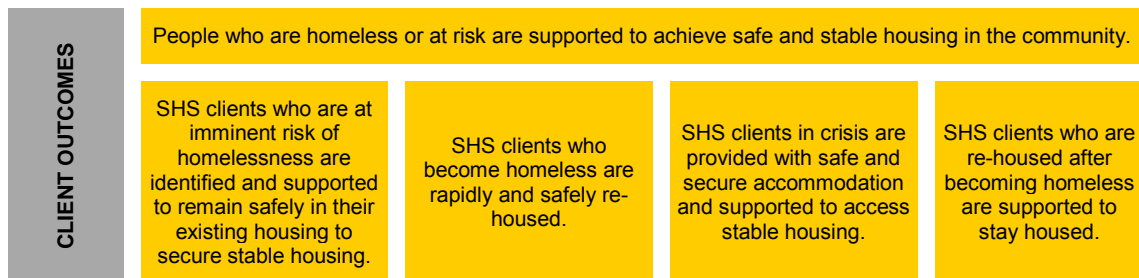 CLIENT OUTCOMES
People who are homeless or at risk are supported to achieve safe and stable housing in the community.
SHS clients who are at
imminent risk of
homelessness are
identified and supported
to remain safely in their
existing housing to
secure stable housing.
SHS clients who
become homeless are
rapidly and safely re-
housed.
SHS clients in crisis are
provided with safe and
secure accommodation
and supported to access
stable housing.
SHS clients who are
re-housed after
becoming homeless
are supported to
stay housed.